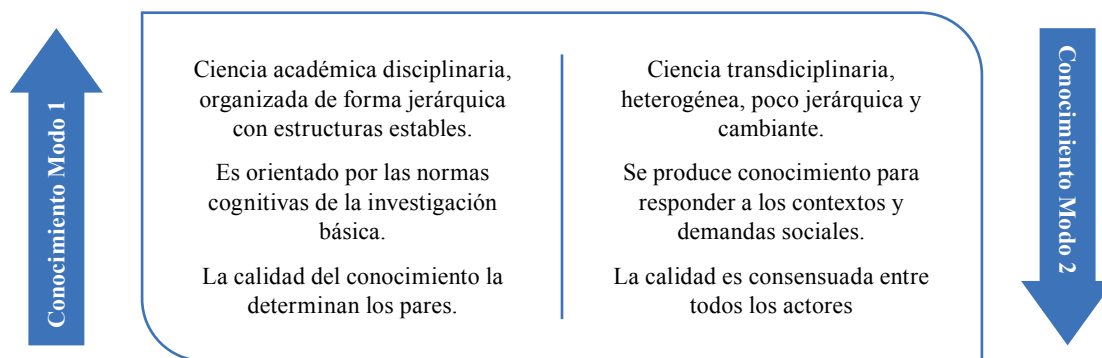 Conocimiento Modo 1
Ciencia académica disciplinaria,
organizada de forma jerárquica
con estructuras estables.
Es orientado por las normas
cognitivas de la investigación
básica.
La calidad del conocimiento la
determinan los pares.
Ciencia transdiciplinaria,
heterogénea, poco jerárquica y
cambiante.
Se produce conocimiento para
responder a los contextos y
demandas sociales.
La calidad es consensuada entre
todos los actores
Conocimiento Modo 2